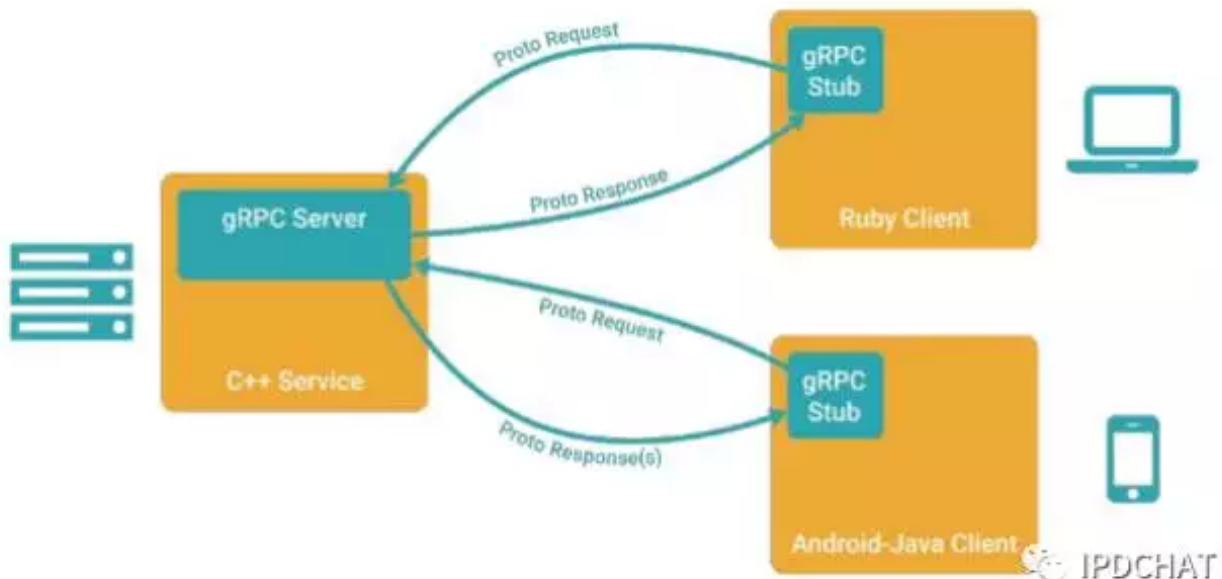 Proto Request
gRPC
Stub
Proto Response
Ruby Client
gRPC Server
C++ Service
Proto Request
gRPC
Stub
Proto Response(s)
Android-Java Client
IPDCHAT